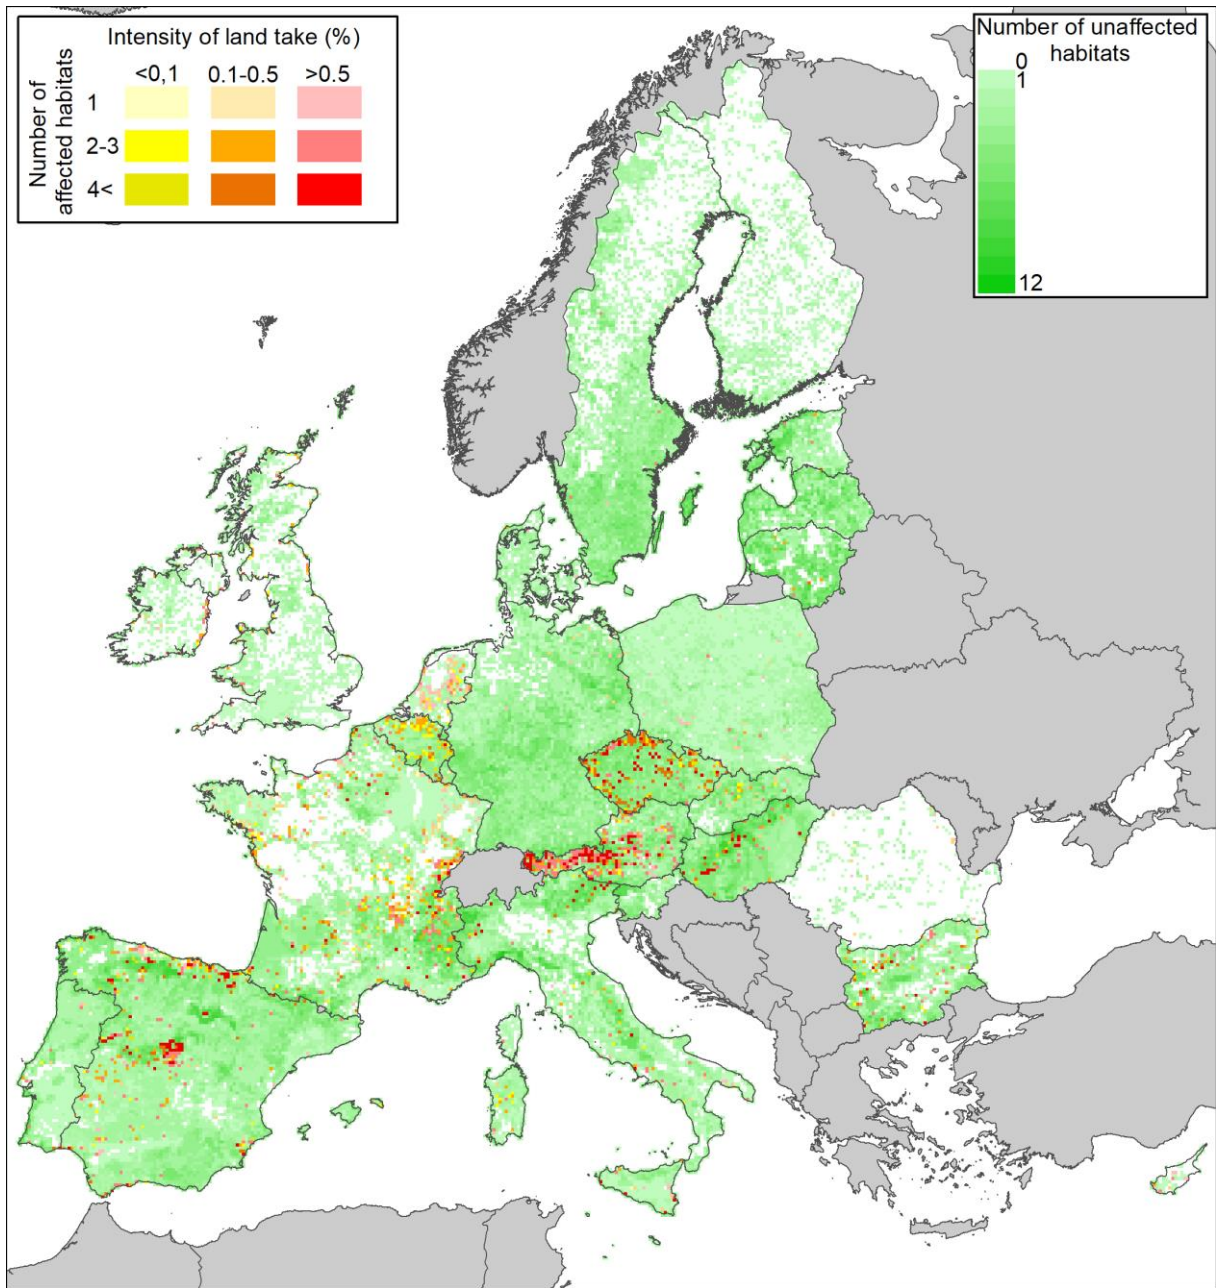 Intensity of land take (%)
<0,1 0.1-0.5 >0.5
Number of
affected habitats
1
2-3
4<
Number of unaffected
habitats
0
1
12